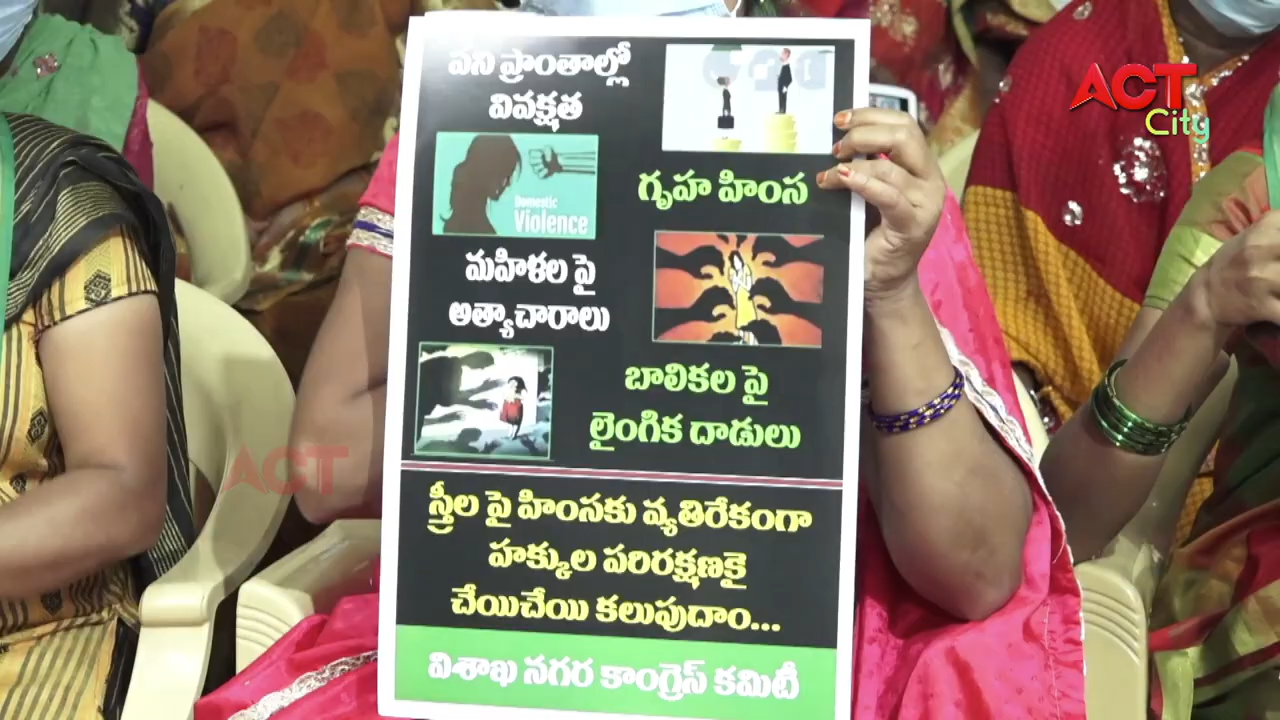 పని ప్రాంతాల్లో
వివక్షత
గృహ హింస
Domestic
Violence
మహిళల పై
అత్యాచారాలు
బాలికల పై
లైంగిక దాడులు
స్త్రీల పై హింసకు వ్యతిరేకంగా
హక్కుల పరిరక్షణకై
చేయిచేయి కలుపుదాం...
విశాఖ నగర కాంగ్రెస్ కమిటీ
ACT
City
ACT